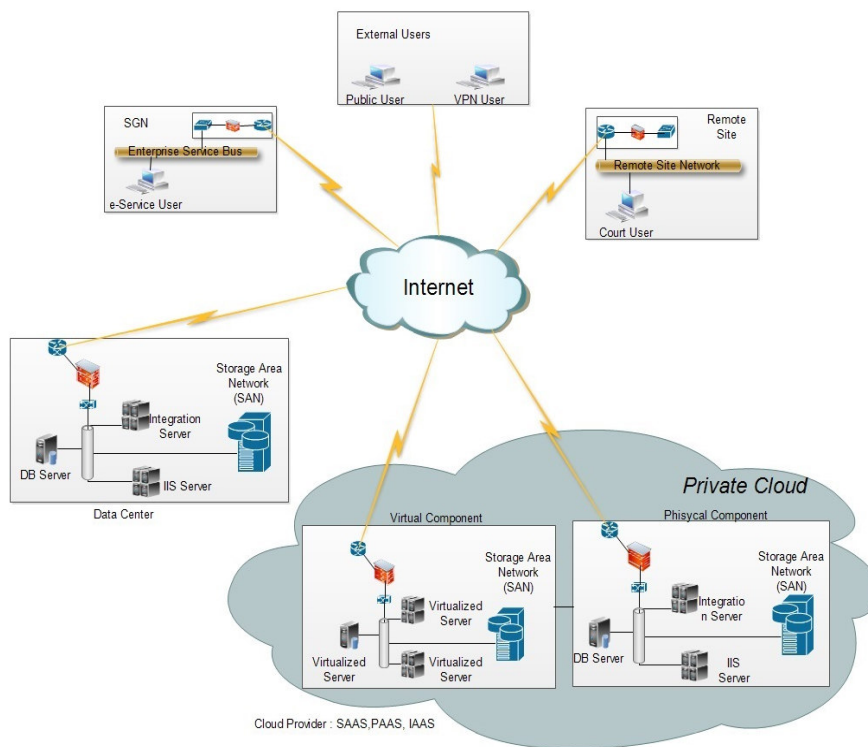 External Users
Public User
VPN User
SGN
Enterprise Service Bus
e-Service User
Remote
Site
Remote Site Network
Court User
Internet
Storage Area
Network
(SAN)
Integration
Server
DB Server
IIS Server
Data Center
Private Cloud
Virtual Component
Storage Area
Network
(SAN)
Virtualized
Server
Virtualized
Server
Virtualized
Server
Phisycal Component
Storage Area
Network
(SAN)
Integratio
n Server
DB Server
IIS
Server
Cloud Provider : SAAS,PAAS, IAAS